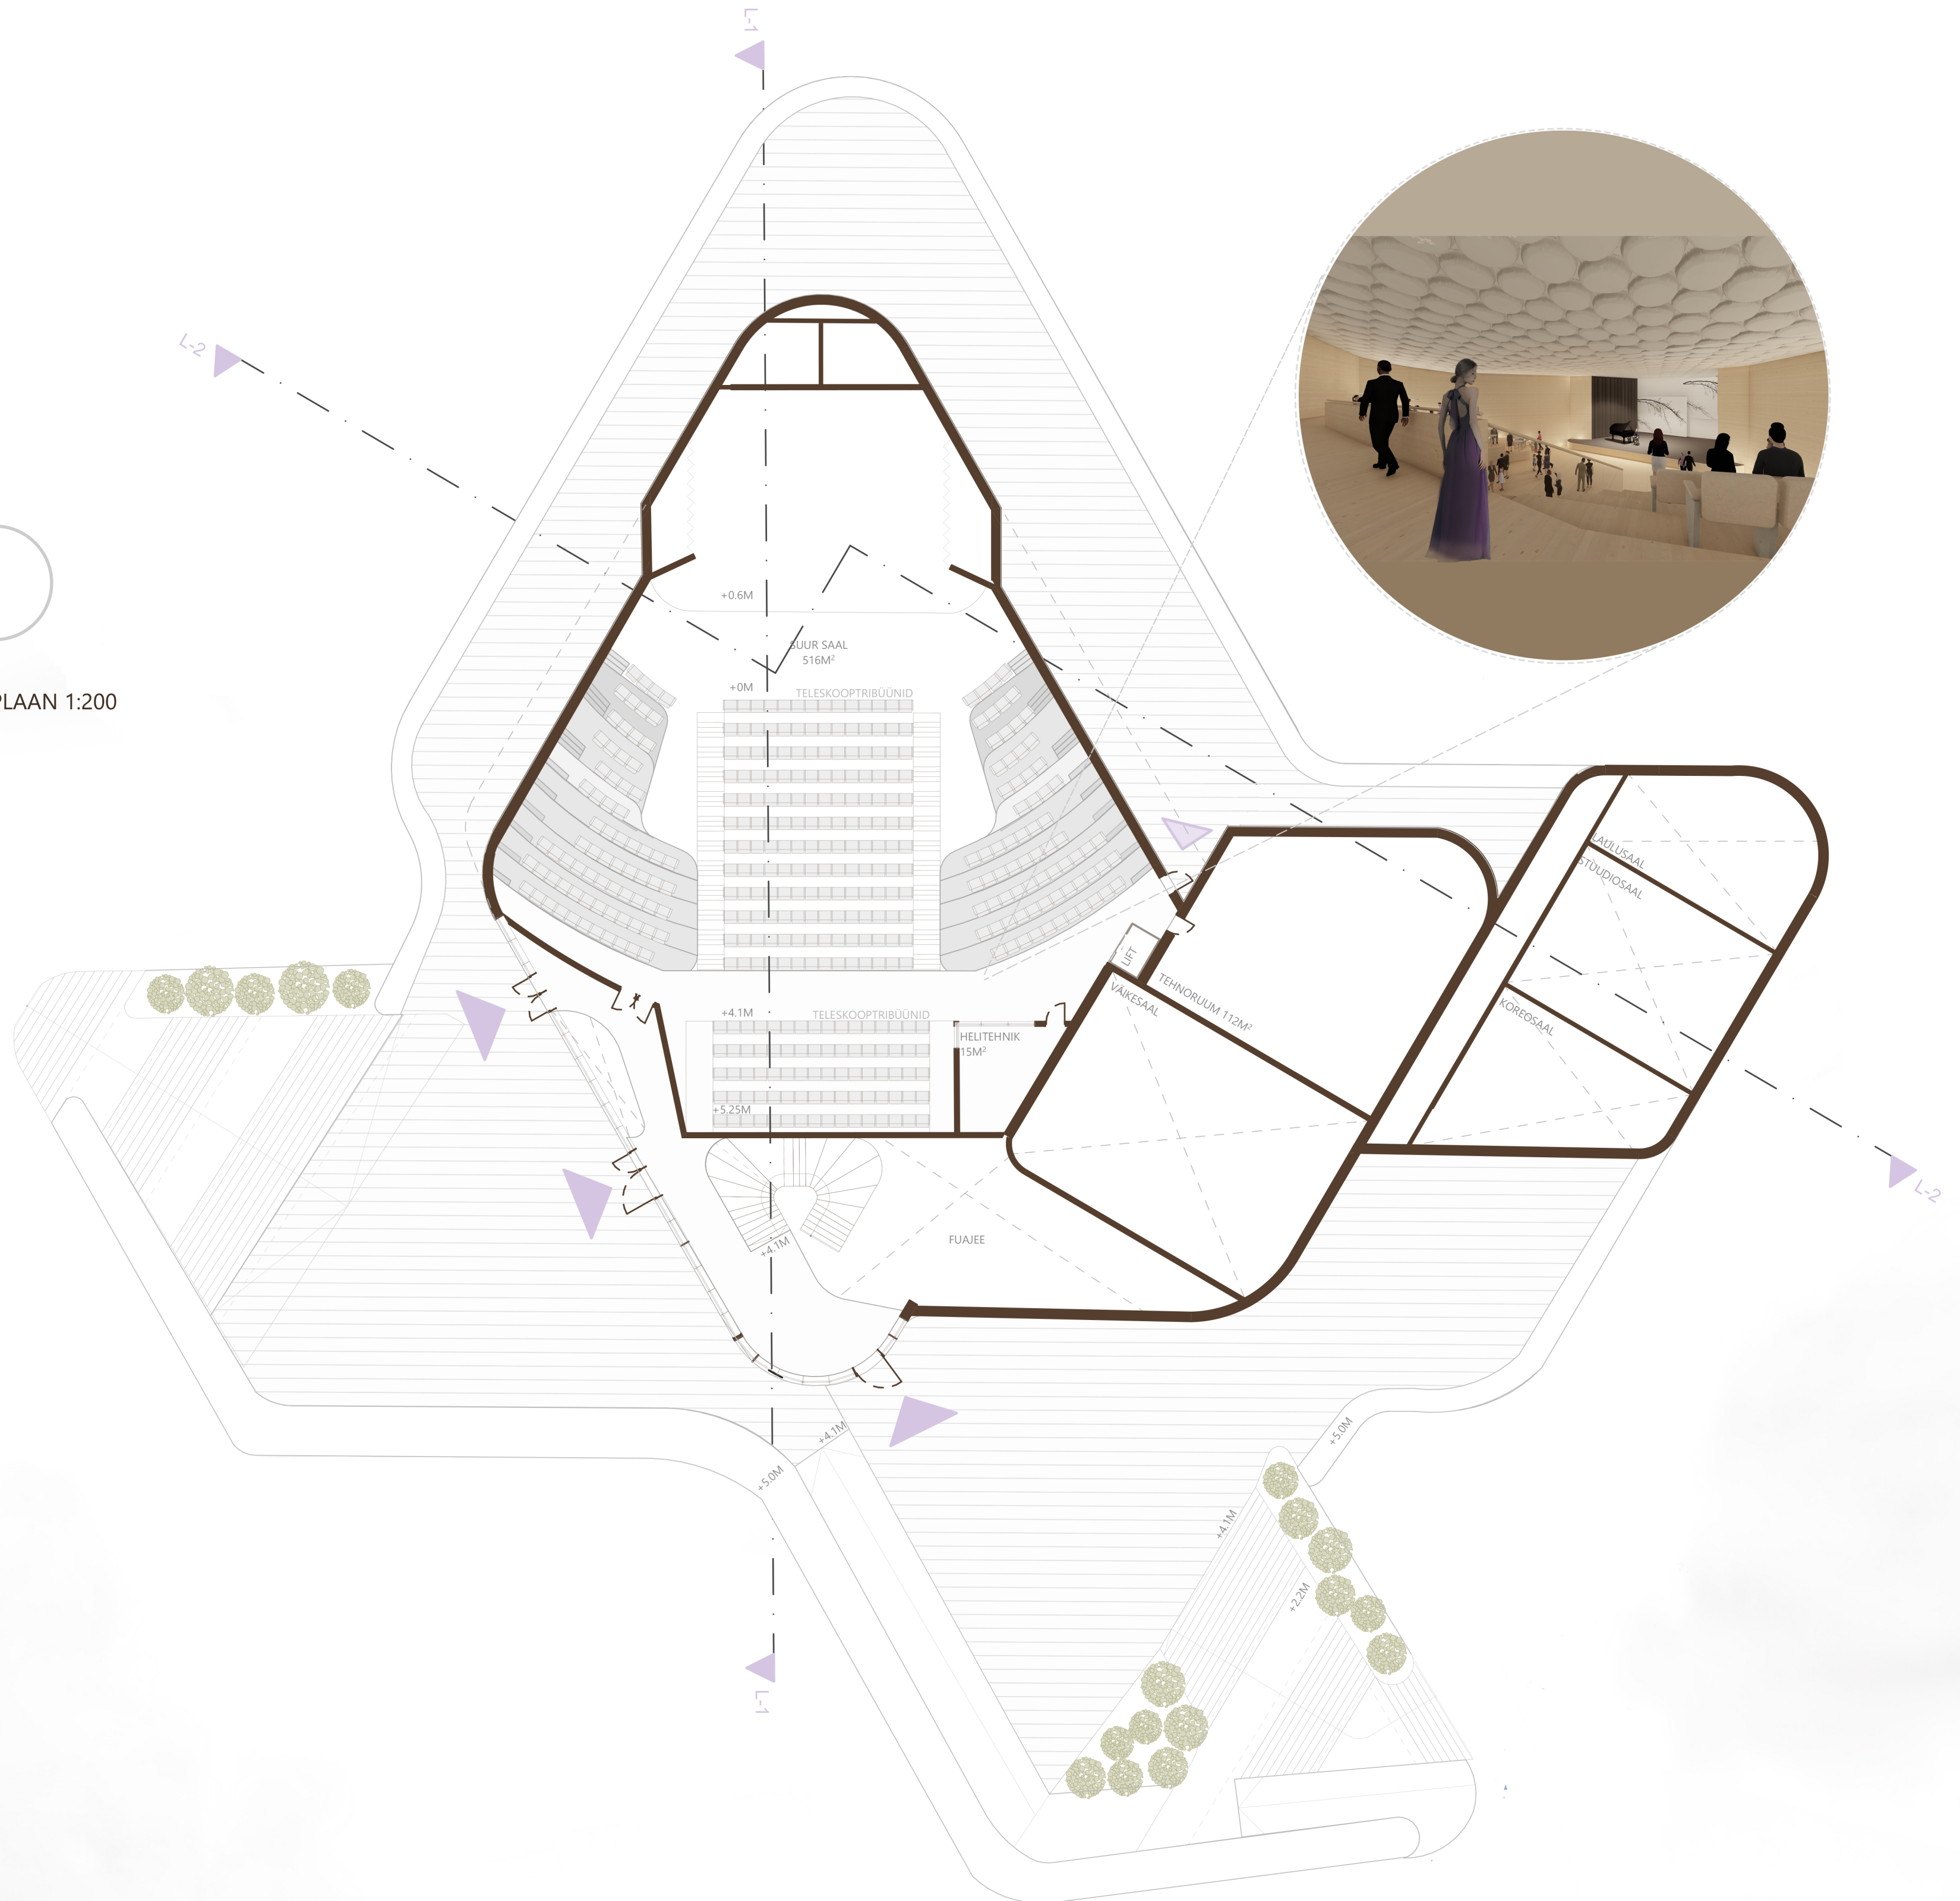 L-1
L-2
PLAAN 1:200
+0.6M
SUUR SAAL
516M²
+0M
TELESKOOPTRIBÜÜNID
LAULUSAAL
STUUDIOSAAL
LIFT
TEHNORUUM 112M²
VÄIKESAAL
KOREOSAAL
+4.1M
TELESKOOPTRIBÜÜNID
HELITEHNIK
15M²
+5.25M
L-2
+4.1M
FUAJEE
+4.1M
+5.0M
+5.0M
+4.1M
+2.2M
L-1